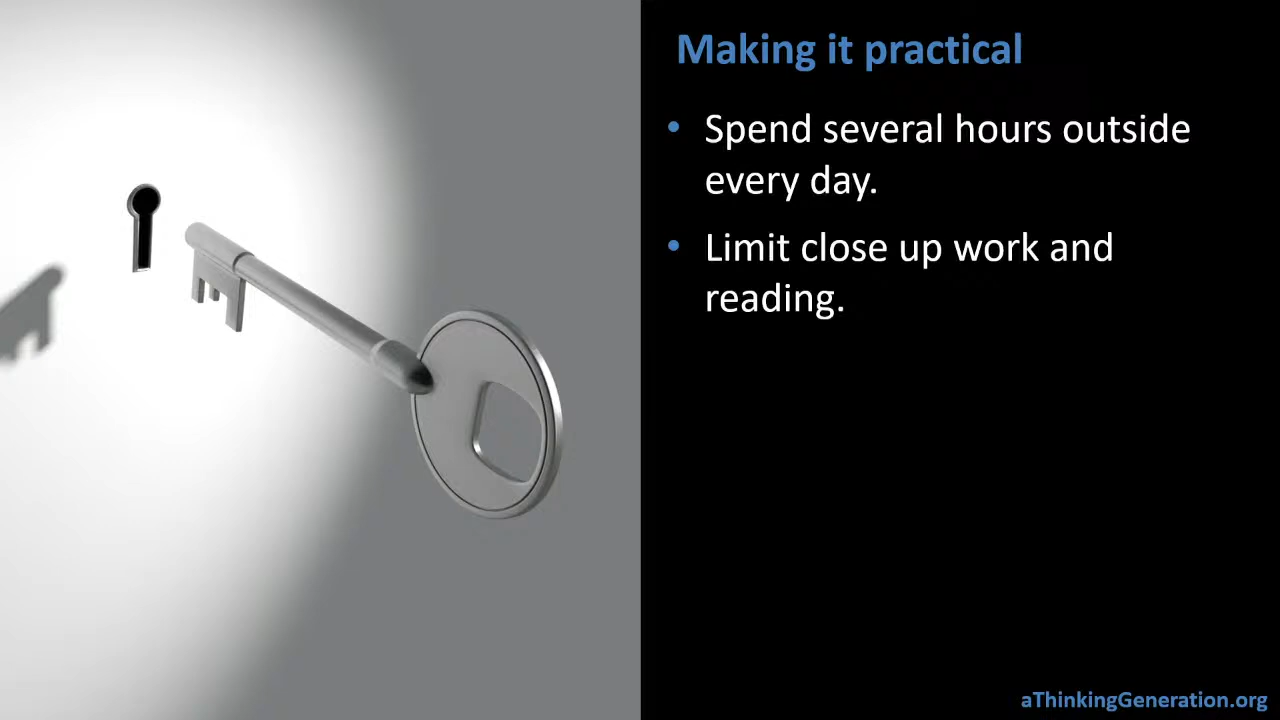 Making it practical
• Spend several hours outside
every day.
• Limit close up work and
reading.
aThinkingGeneration.org